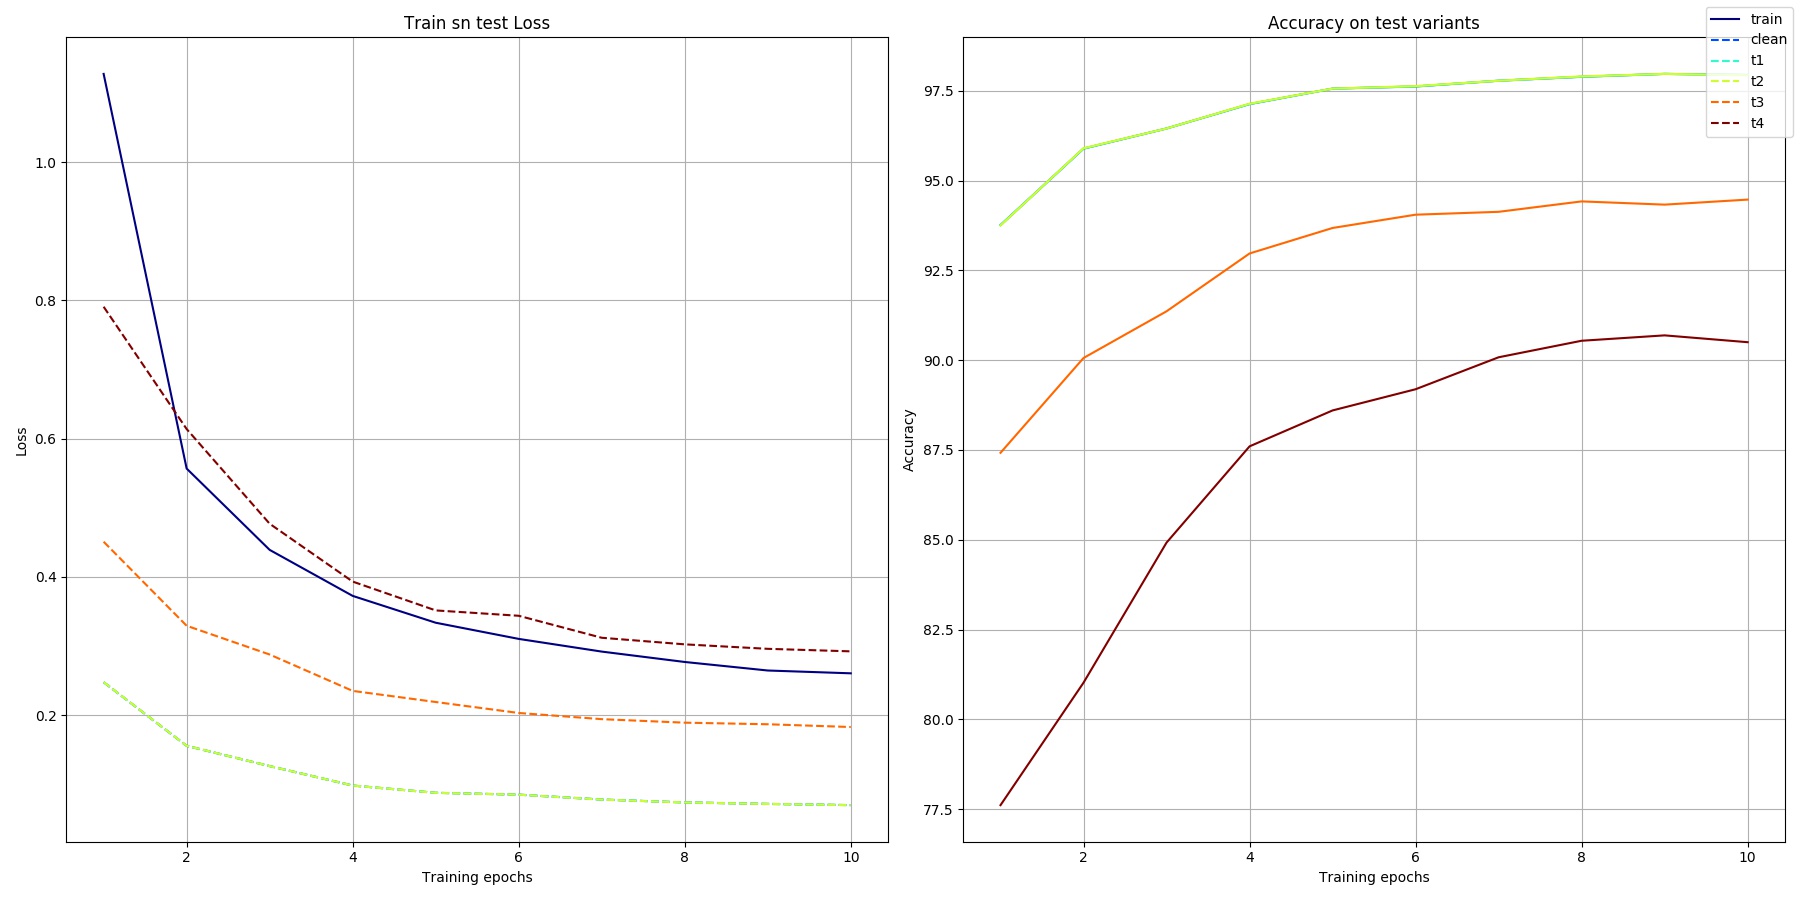 Train sn test Loss
Loss
1.0
0.8
0.6
0.4
0.2
2 4 6 8 10
Training epochs
Accuracy on test variants
Accuracy
97.5
95.0
92.5
90.0
87.5
85.0
82.5
80.0
77.5
2 4 6 8 10
Training epochs
train
clean
t1
t2
t3
t4